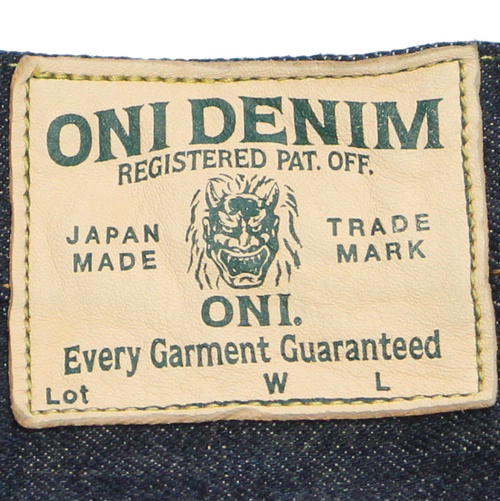 ONI DENIM
REGISTERED PAT. OFF.
JAPAN MADE
TRADE MARK
ONI.
Every Garment Guaranteed
Lot W L